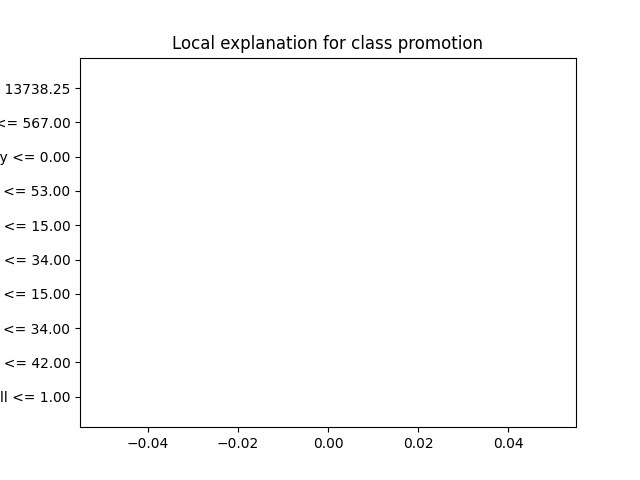 Local explanation for class promotion
13738.25
<= 567.00
y <= 0.00
<= 53.00
<= 15.00
<= 34.00
<= 15.00
<= 34.00
<= 42.00
ll <= 1.00
−0.04 −0.02 0.00 0.02 0.04